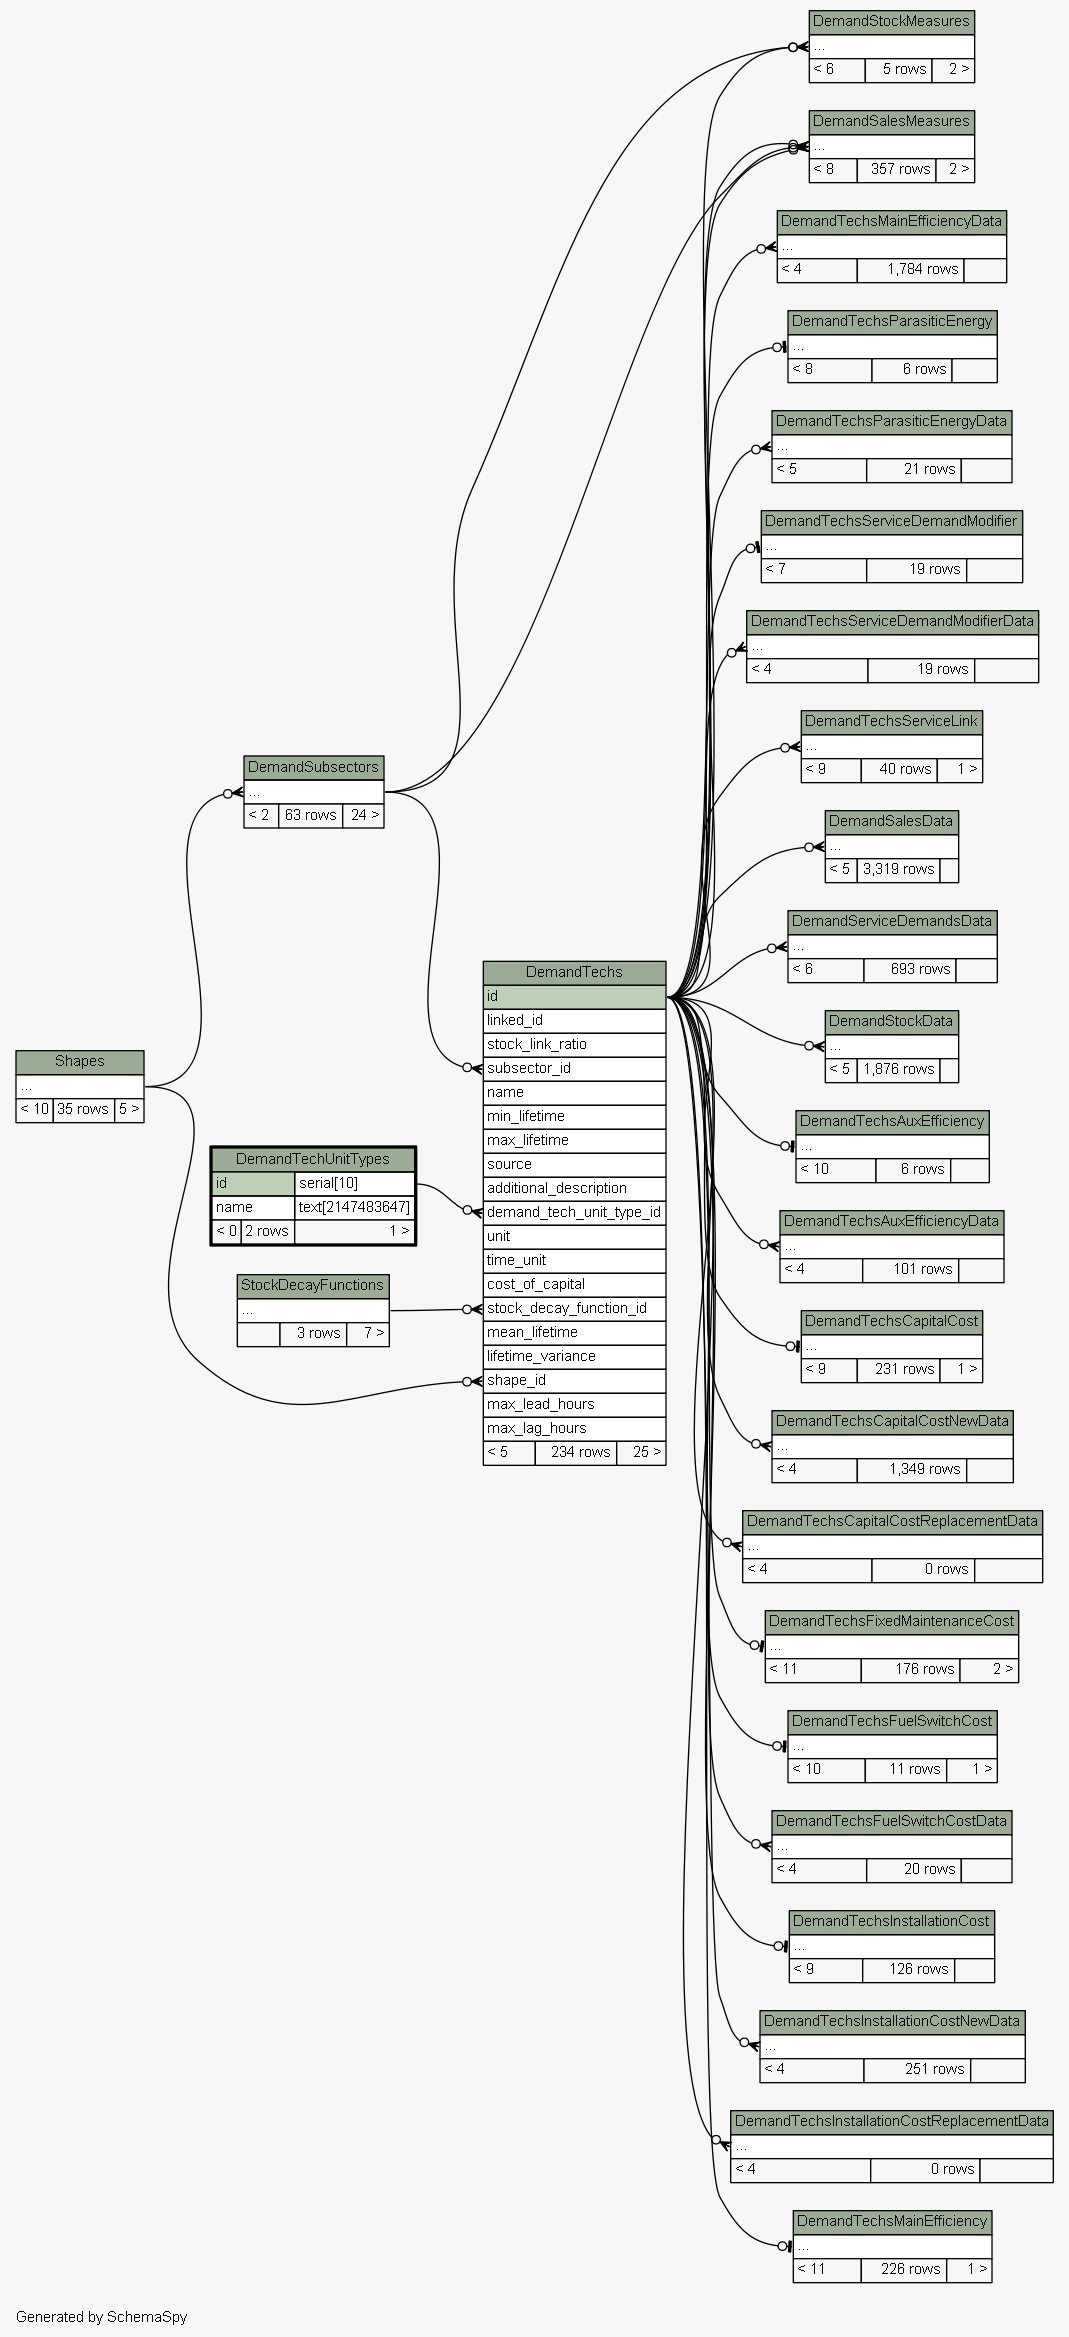 DemandStockMeasures
...
< 6 5 rows 2 >
DemandSalesMeasures
...
< 8 357 rows 2 >
DemandTechsMainEfficiencyData
...
< 4 1,784 rows
DemandTechsParasiticEnergy
...
< 8 6 rows
DemandTechsParasiticEnergyData
...
< 5 21 rows
DemandTechsServiceDemandModifier
...
< 7 19 rows
DemandTechsServiceDemandModifierData
...
< 4 19 rows
DemandTechsServiceLink
...
< 9 40 rows 1 >
DemandSubsectors
...
< 2 63 rows 24 >
DemandSalesData
...
< 5 3,319 rows
DemandServiceDemandsData
...
< 6 693 rows
DemandTechs
id
linked_id
stock_link_ratio
subsector_id
name
min_lifetime
max_lifetime
source
additional_description
demand_tech_unit_type_id
unit
time_unit
cost_of_capital
stock_decay_function_id
mean_lifetime
lifetime_variance
shape_id
max_lead_hours
max_lag_hours
< 5 234 rows 25 >
DemandStockData
...
< 5 1,876 rows
Shapes
...
< 10 35 rows 5 >
DemandTechUnitTypes
id serial[10]
name text[2147483647]
< 0 2 rows 1 >
StockDecayFunctions
...
3 rows 7 >
DemandTechsAuxEfficiency
...
< 10 6 rows
DemandTechsAuxEfficiencyData
...
< 4 101 rows
DemandTechsCapitalCost
...
< 9 231 rows 1 >
DemandTechsCapitalCostNewData
...
< 4 1,349 rows
DemandTechsCapitalCostReplacementData
...
< 4 0 rows
DemandTechsFixedMaintenanceCost
...
< 11 176 rows 2 >
DemandTechsFuelSwitchCost
...
< 10 11 rows 1 >
DemandTechsFuelSwitchCostData
...
< 4 20 rows
DemandTechsInstallationCost
...
< 9 126 rows
DemandTechsInstallationCostNewData
...
< 4 251 rows
DemandTechsInstallationCostReplacementData
...
< 4 0 rows
DemandTechsMainEfficiency
...
< 11 226 rows 1 >
Generated by SchemaSpy